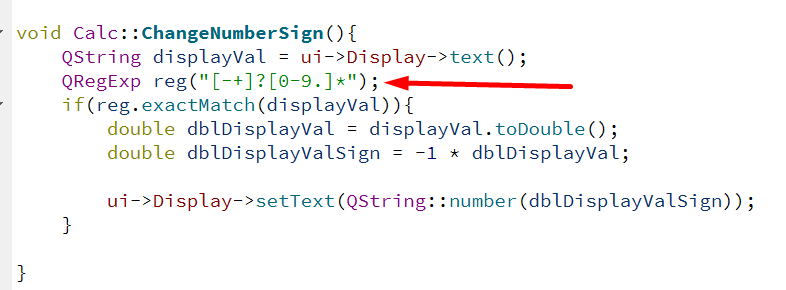 void Calc::ChangeNumberSign(){
    QString displayVal = ui->Display->text();
    QRegExp reg("[-+]?[0-9.]*");
    if(reg.exactMatch(displayVal)){
        double dblDisplayVal = displayVal.toDouble();
        double dblDisplayValSign = -1 * dblDisplayVal;
        ui->Display->setText(QString::number(dblDisplayValSign));
    }
}